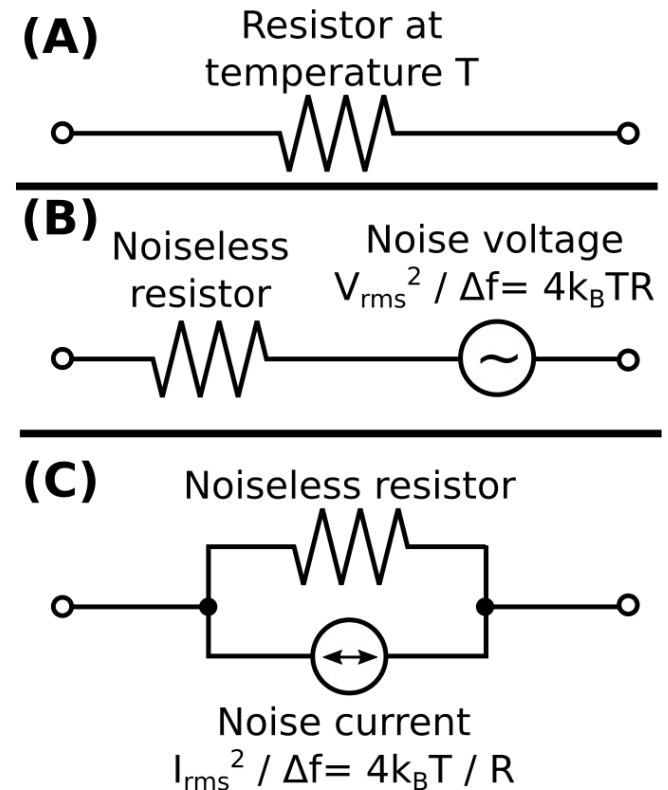 (A)
Resistor at
temperature T
(B)
Noiseless
resistor
Noise voltage
Vrms² / Δf= 4kBTR
~
(C)
Noiseless resistor
Noise current
Irms² / Δf= 4kBT / R